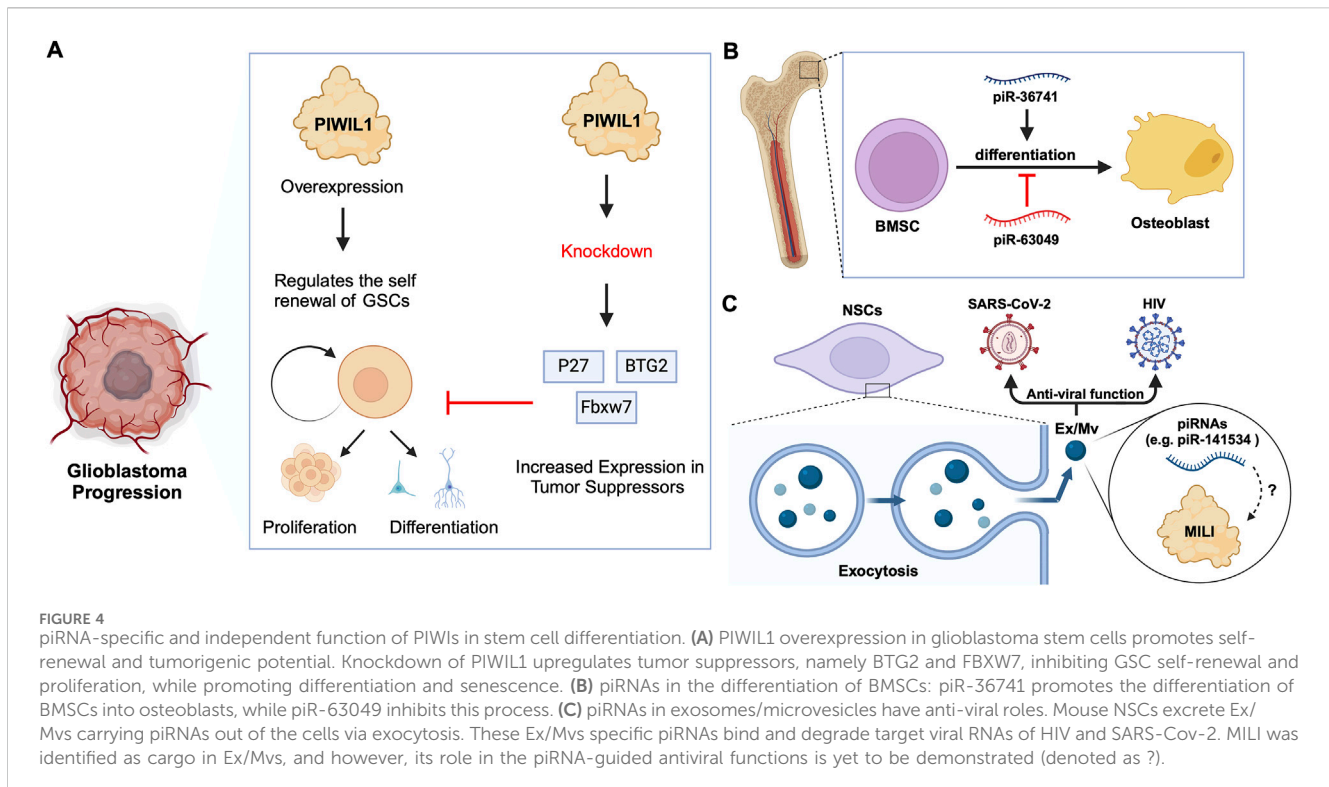 A
PIWIL1
Overexpression
Regulates the self
renewal of GSCs
Proliferation
Differentiation
PIWIL1
Knockdown
P27
BTG2
Fbxw7
Increased Expression in
Tumor Suppressors
Glioblastoma
Progression
B
piR-36741
differentiation
BMSC
Osteoblast
piR-63049
C
NSCs
SARS-CoV-2
HIV
Anti-viral function
Ex/Mv
piRNAs
(e.g. piR-141534 )
?
MILI
Exocytosis
FIGURE 4
piRNA-specific and independent function of PIWIs in stem cell differentiation. (A) PIWIL1 overexpression in glioblastoma stem cells promotes self-
renewal and tumorigenic potential. Knockdown of PIWIL1 upregulates tumor suppressors, namely BTG2 and FBXW7, inhibiting GSC self-renewal and
proliferation, while promoting differentiation and senescence. (B) piRNAs in the differentiation of BMSCs: piR-36741 promotes the differentiation of
BMSCs into osteoblasts, while piR-63049 inhibits this process. (C) piRNAs in exosomes/microvesicles have anti-viral roles. Mouse NSCs excrete Ex/
Mvs carrying piRNAs out of the cells via exocytosis. These Ex/Mvs specific piRNAs bind and degrade target viral RNAs of HIV and SARS-Cov-2. MILI was
identified as cargo in Ex/Mvs, and however, its role in the piRNA-guided antiviral functions is yet to be demonstrated (denoted as ?).